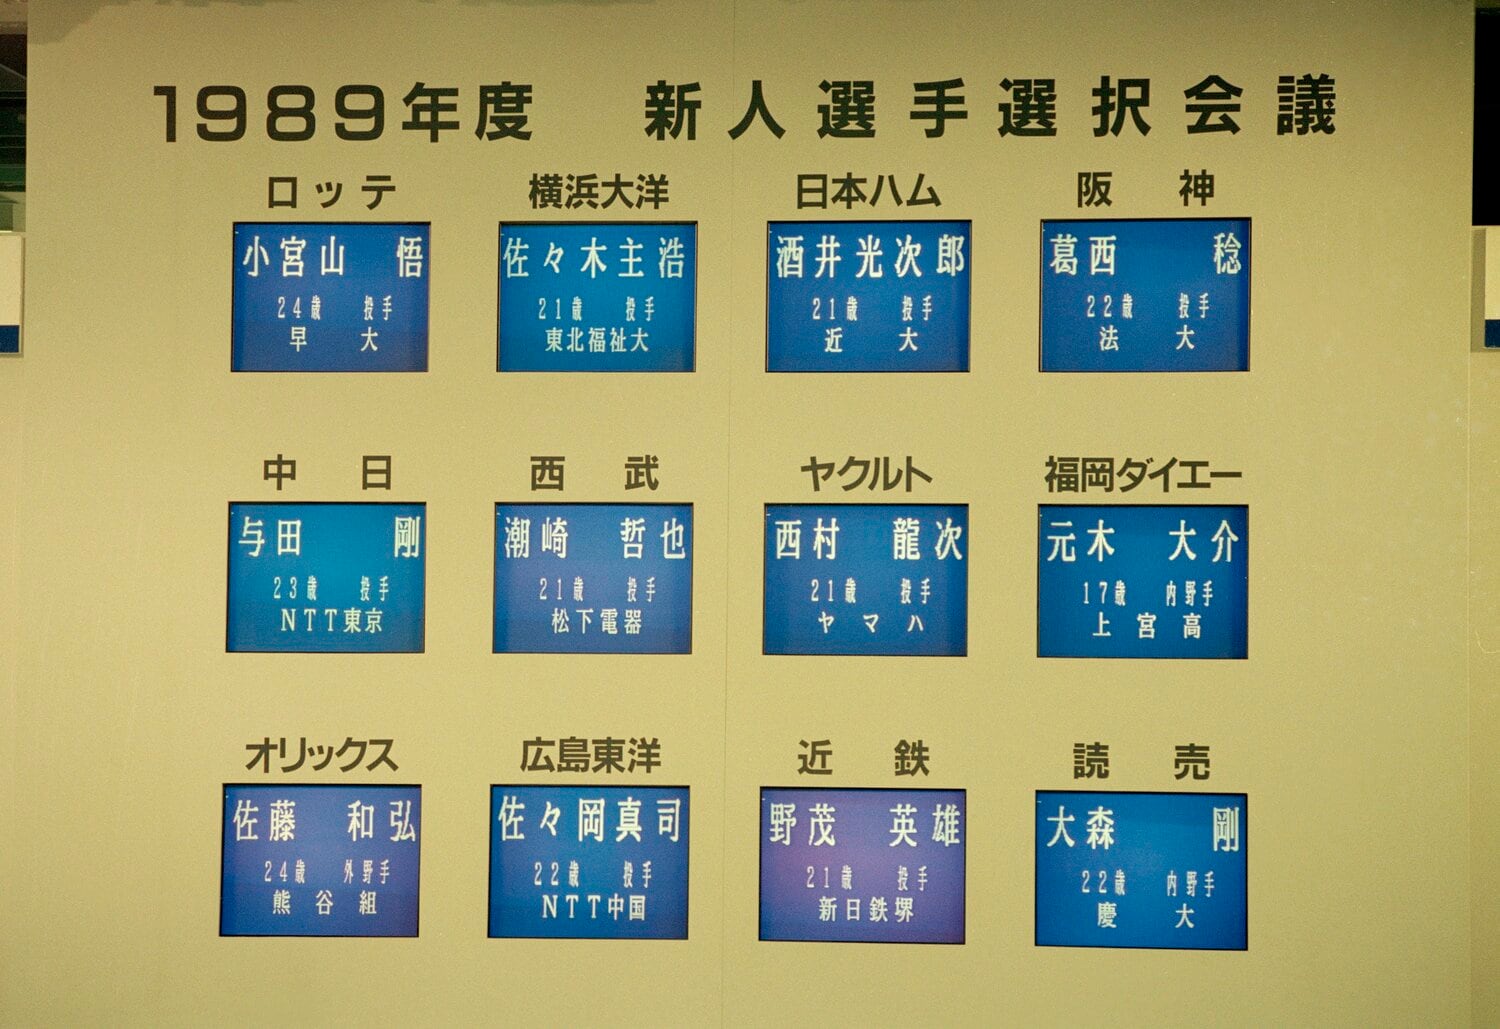 1989年度 新人選手選択会議
ロッテ
小宮山 悟
24歳 投手
早大
横浜大洋
佐々木主浩
21歳 投手
東北福祉大
日本ハム
酒井光次郎
21歳 投手
近大
阪神
葛西 稔
22歳 投手
法大
中日
与田 剛
23歳 投手
NTT東京
西武
潮崎 哲也
21歳 投手
松下電器
ヤクルト
西村 龍次
21歳 投手
ヤマハ
福岡ダイエー
元木 大介
17歳 内野手
上宮高
オリックス
佐藤 和弘
24歳 外野手
熊谷組
広島東洋
佐々岡真司
22歳 投手
NTT中国
近鉄
野茂 英雄
21歳 投手
新日鉄堺
読売
大森 剛
22歳 内野手
慶大